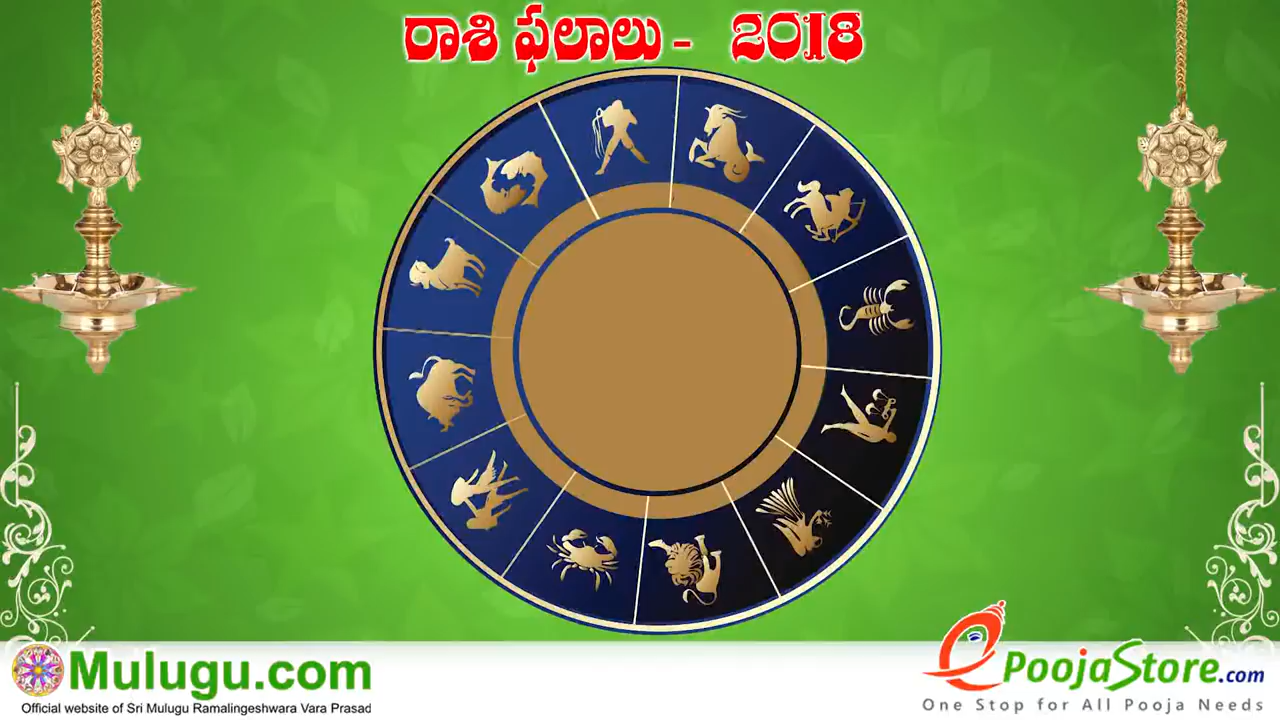 రాశి ఫలాలు - 2018
Mulugu.com
Official website of Sri Mulugu Ramalingeshwara Vara Prasad
ePoojaStore.com
One Stop for All Pooja Needs